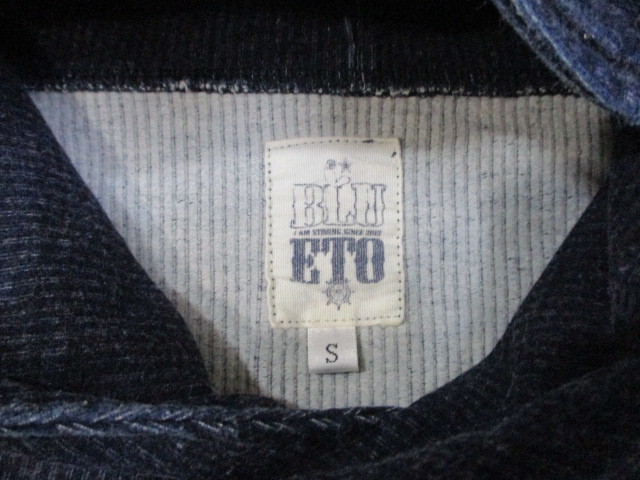 BLU
I AM STRONG SINCE 2007
ETO
S